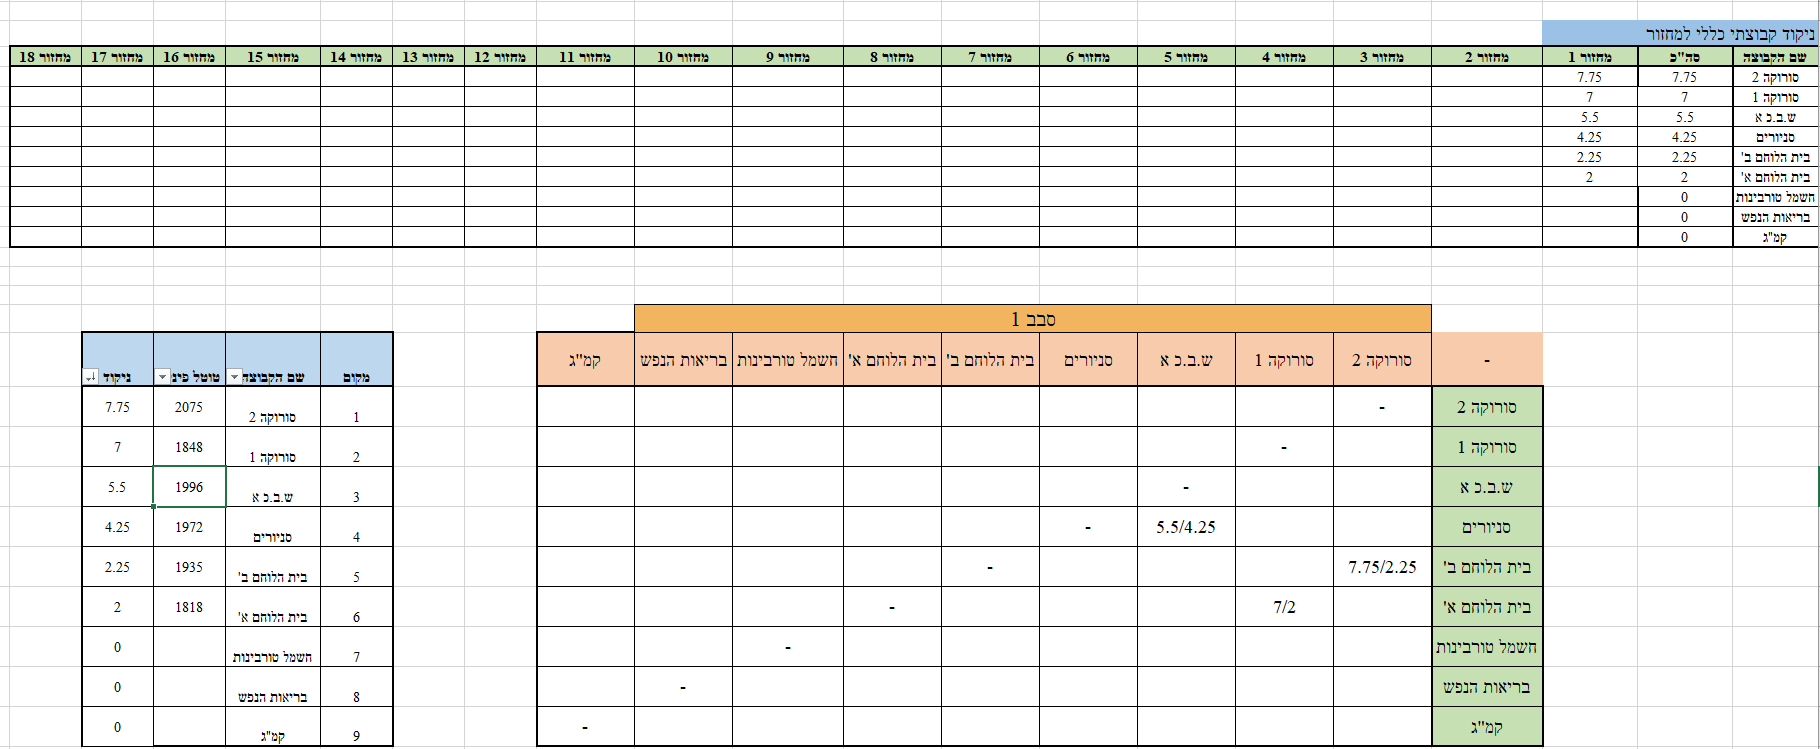 ניקוד קבוצתי כללי למחזור
שם הקבוצה סה"כ מחזור 1 מחזור 2 מחזור 3 מחזור 4 מחזור 5 מחזור 6 מחזור 7 מחזור 8 מחזור 9 מחזור 10 מחזור 11 מחזור 12 מחזור 13 מחזור 14 מחזור 15 מחזור 16 מחזור 17 מחזור 18
סורוקה 2 7.75 7.75
סורוקה 1 7 7
ש.ב.כ א 5.5 5.5
סניורים 4.25 4.25
בית הלוחם ב' 2.25 2.25
בית הלוחם א' 2 2
חשמל טורבינות 0
בריאות הנפש 0
קמ"ג 0
סבב 1
- סורוקה 2 סורוקה 1 ש.ב.כ א סניורים בית הלוחם ב' בית הלוחם א' חשמל טורבינות בריאות הנפש קמ"ג
סורוקה 2 -
סורוקה 1 -
ש.ב.כ א -
סניורים 5.5/4.25 -
בית הלוחם ב' 7.75/2.25 -
בית הלוחם א' 7/2 -
חשמל טורבינות -
בריאות הנפש -
קמ"ג -
מקום שם הקבוצה טוטל פינ ניקוד
1 סורוקה 2 2075 7.75
2 סורוקה 1 1848 7
3 ש.ב.כ א 1996 5.5
4 סניורים 1972 4.25
5 בית הלוחם ב' 1935 2.25
6 בית הלוחם א' 1818 2
7 חשמל טורבינות 0
8 בריאות הנפש 0
9 קמ"ג 0